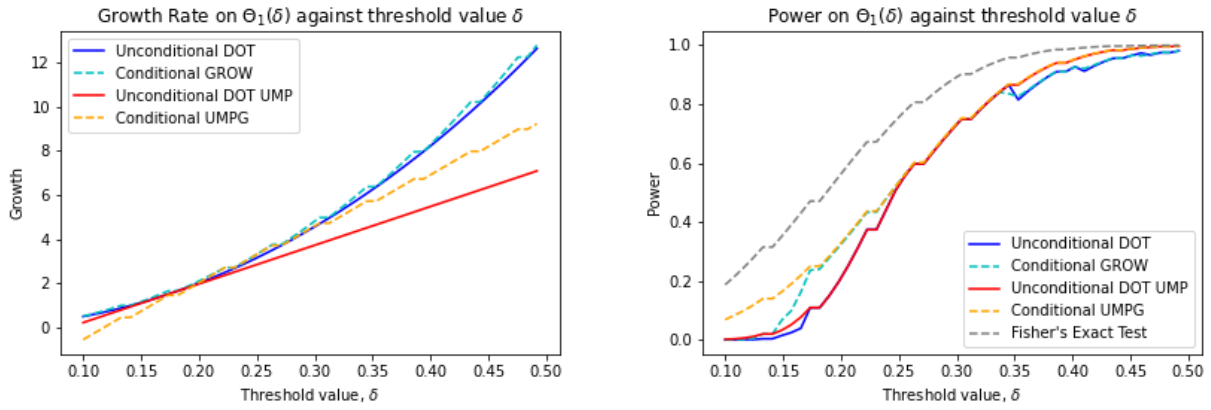 Growth Rate on Θ₁(δ) against threshold value δ
Unconditional DOT
Conditional GROW
Unconditional DOT UMP
Conditional UMPG
Growth
12
10
8
6
4
2
0
0.10 0.15 0.20 0.25 0.30 0.35 0.40 0.45 0.50
Threshold value, δ
Power on Θ₁(δ) against threshold value δ
Power
1.0
0.8
0.6
0.4
0.2
0.0
Unconditional DOT
Conditional GROW
Unconditional DOT UMP
Conditional UMPG
Fisher's Exact Test
0.10 0.15 0.20 0.25 0.30 0.35 0.40 0.45 0.50
Threshold value, δ